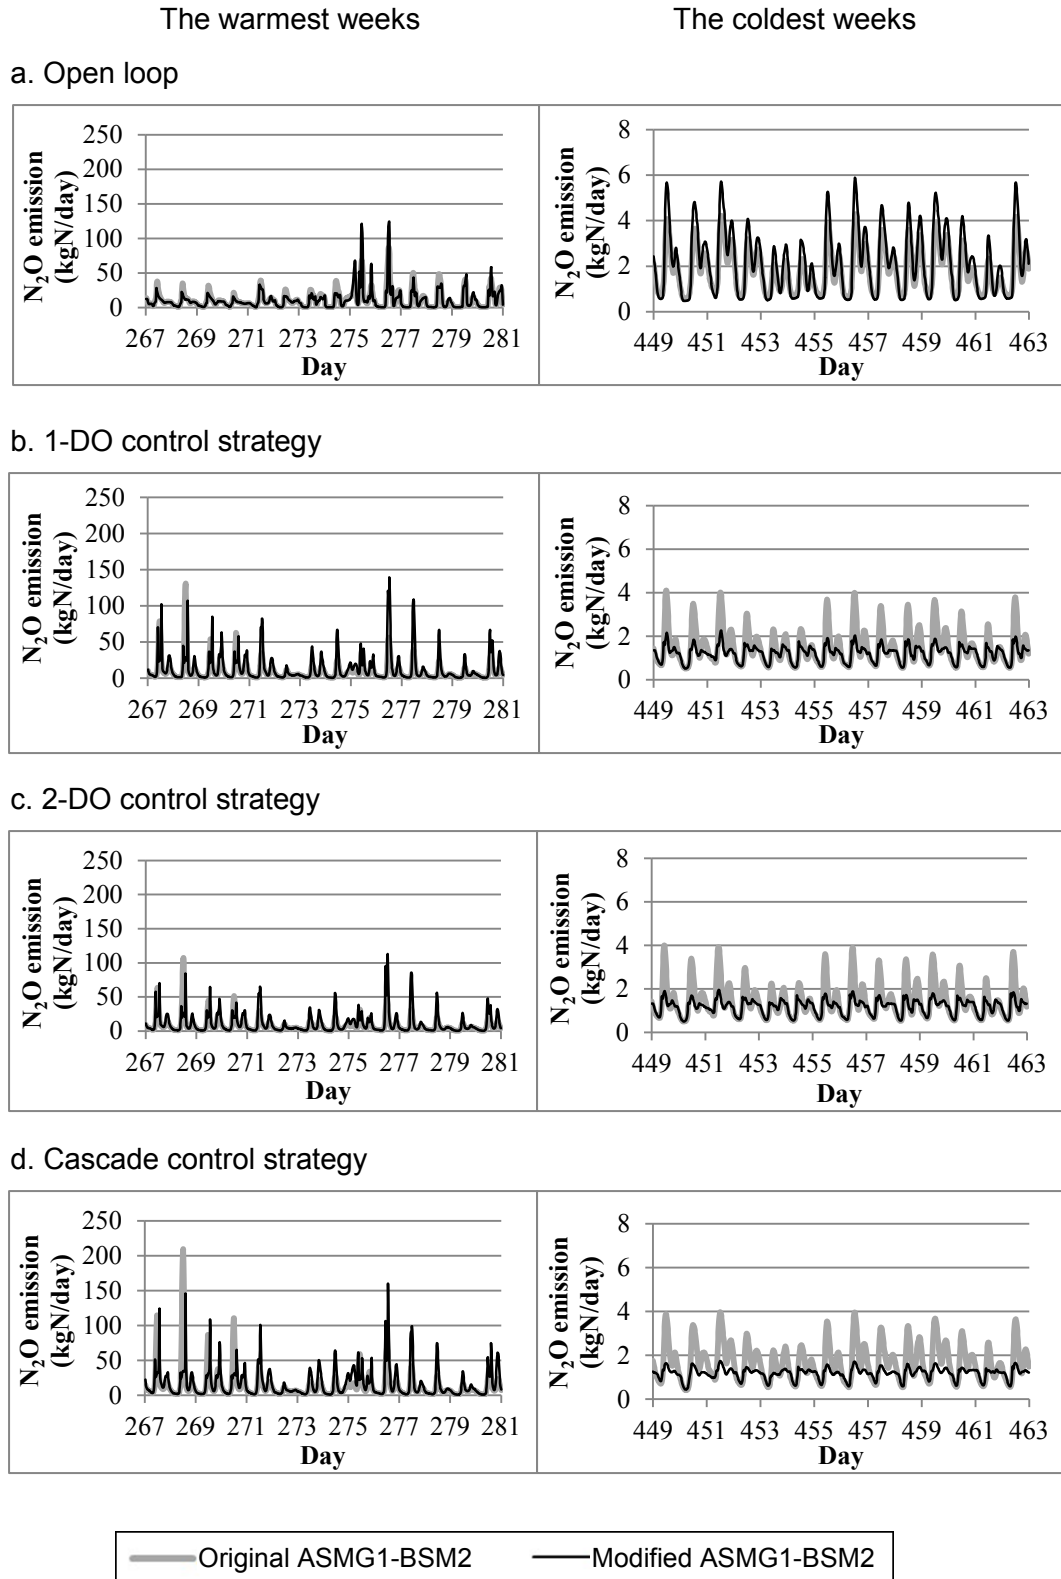 The warmest weeks
The coldest weeks
a. Open loop
N₂O emission
(kgN/day)
250
200
150
100
50
0
267 269 271 273 275 277 279 281
Day
N₂O emission
(kgN/day)
8
6
4
2
0
449 451 453 455 457 459 461 463
Day
b. 1-DO control strategy
N₂O emission
(kgN/day)
250
200
150
100
50
0
267 269 271 273 275 277 279 281
Day
N₂O emission
(kgN/day)
8
6
4
2
0
449 451 453 455 457 459 461 463
Day
c. 2-DO control strategy
N₂O emission
(kgN/day)
250
200
150
100
50
0
267 269 271 273 275 277 279 281
Day
N₂O emission
(kgN/day)
8
6
4
2
0
449 451 453 455 457 459 461 463
Day
d. Cascade control strategy
N₂O emission
(kgN/day)
250
200
150
100
50
0
267 269 271 273 275 277 279 281
Day
N₂O emission
(kgN/day)
8
6
4
2
0
449 451 453 455 457 459 461 463
Day
Original ASMG1-BSM2
Modified ASMG1-BSM2